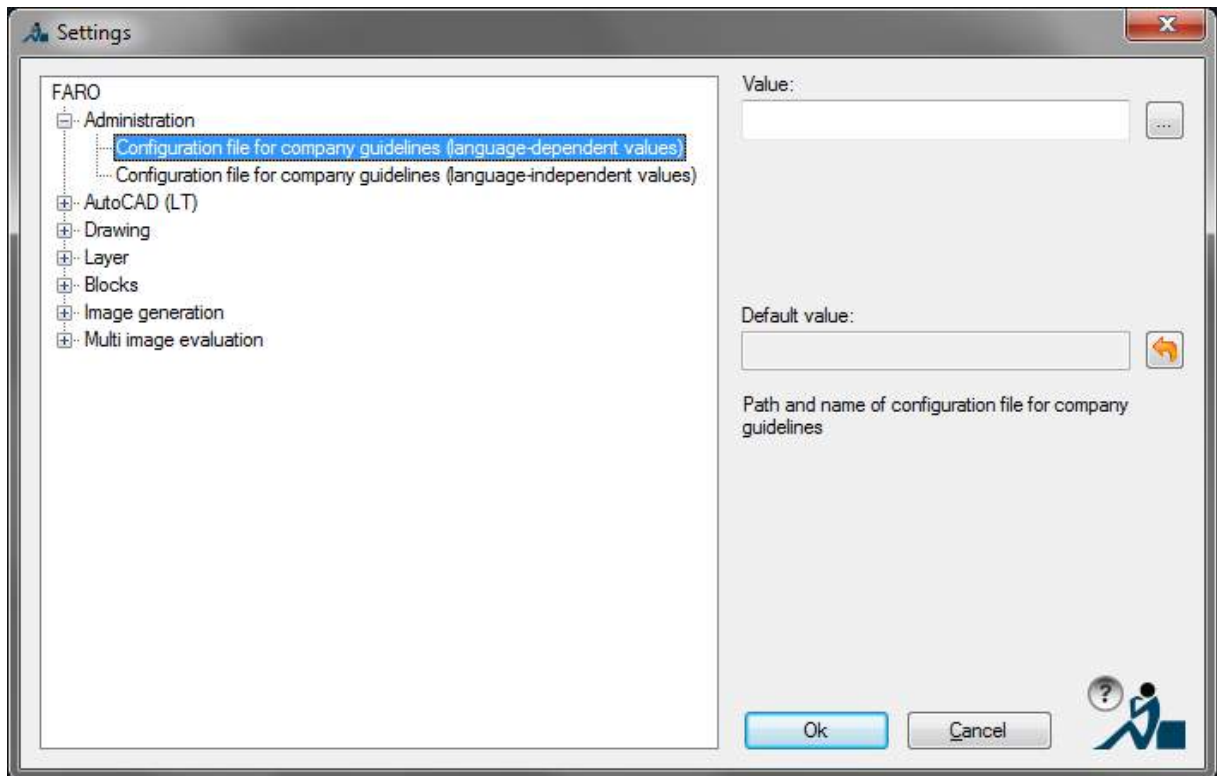 Settings
FARO
Administration
Configuration file for company guidelines (language-dependent values)
Configuration file for company guidelines (language-independent values)
AutoCAD (LT)
Drawing
Layer
Blocks
Image generation
Multi image evaluation
Value:
...
Default value:
Path and name of configuration file for company
guidelines
?
Ok
Cancel